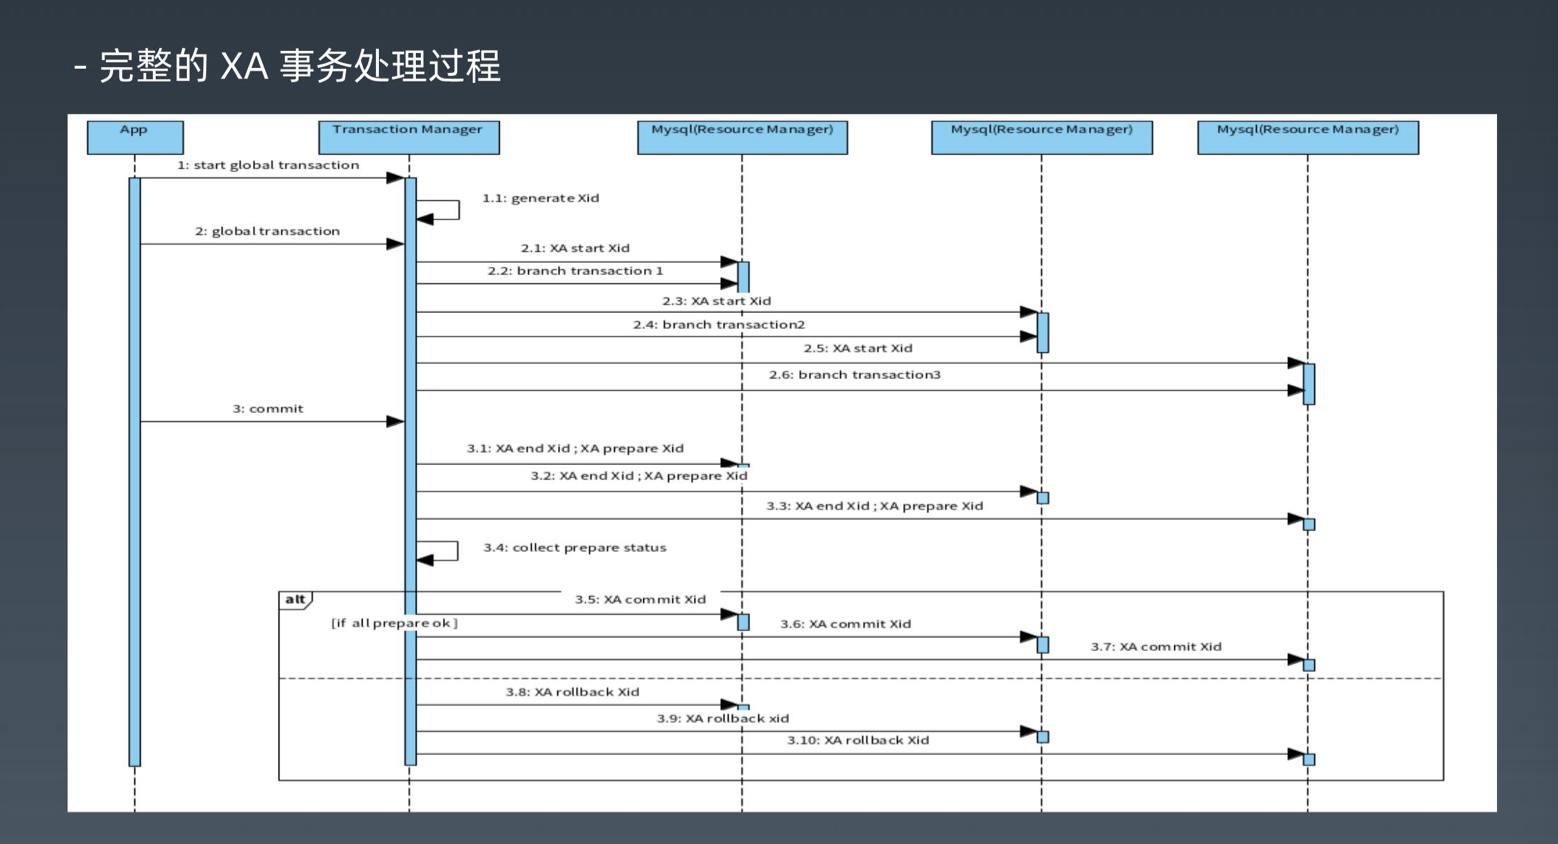 - 完整的 XA 事务处理过程
App
Transaction Manager
Mysql(Resource Manager)
Mysql(Resource Manager)
Mysql(Resource Manager)
1: start global transaction
1.1: generate Xid
2: global transaction
2.1: XA start Xid
2.2: branch transaction 1
2.3: XA start Xid
2.4: branch transaction2
2.5: XA start Xid
2.6: branch transaction3
3: commit
3.1: XA end Xid ; XA prepare Xid
3.2: XA end Xid ; XA prepare Xid
3.3: XA end Xid ; XA prepare Xid
3.4: collect prepare status
alt
3.5: XA commit Xid
[if all prepare ok ]
3.6: XA commit Xid
3.7: XA commit Xid
3.8: XA rollback Xid
3.9: XA rollback xid
3.10: XA rollback Xid